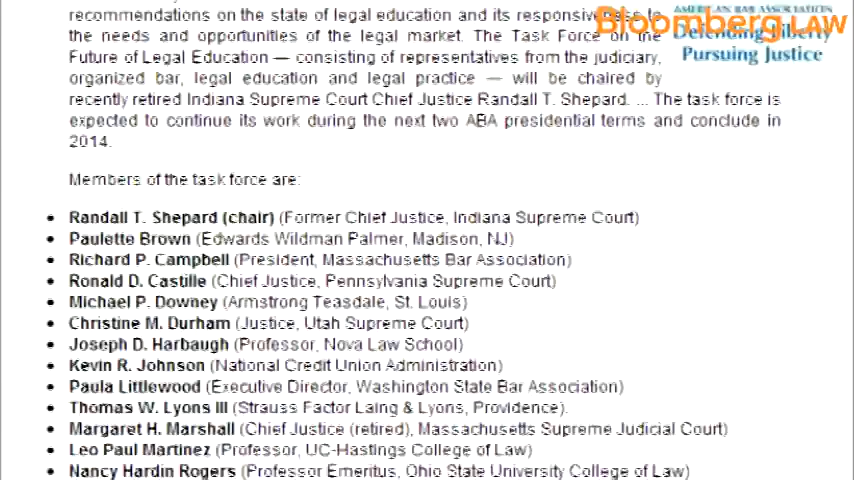 AMERICAN BAR ASSOCIATION
Bloomberg LAW
Defending Liberty
Pursuing Justice
recommendations on the state of legal education and its responsiveness to
the needs and opportunities of the legal market. The Task Force on the
Future of Legal Education — consisting of representatives from the judiciary,
organized bar, legal education and legal practice — will be chaired by
recently retired Indiana Supreme Court Chief Justice Randall T. Shepard. ... The task force is
expected to continue its work during the next two ABA presidential terms and conclude in
2014.
Members of the task force are:
• Randall T. Shepard (chair) (Former Chief Justice, Indiana Supreme Court)
• Paulette Brown (Edwards Wildman Palmer, Madison, NJ)
• Richard P. Campbell (President, Massachusetts Bar Association)
• Ronald D. Castille (Chief Justice, Pennsylvania Supreme Court)
• Michael P. Downey (Armstrong Teasdale, St. Louis)
• Christine M. Durham (Justice, Utah Supreme Court)
• Joseph D. Harbaugh (Professor, Nova Law School)
• Kevin R. Johnson (National Credit Union Administration)
• Paula Littlewood (Executive Director, Washington State Bar Association)
• Thomas W. Lyons III (Strauss Factor Laing & Lyons, Providence).
• Margaret H. Marshall (Chief Justice (retired), Massachusetts Supreme Judicial Court)
• Leo Paul Martinez (Professor, UC-Hastings College of Law)
• Nancy Hardin Rogers (Professor Emeritus, Ohio State University College of Law)